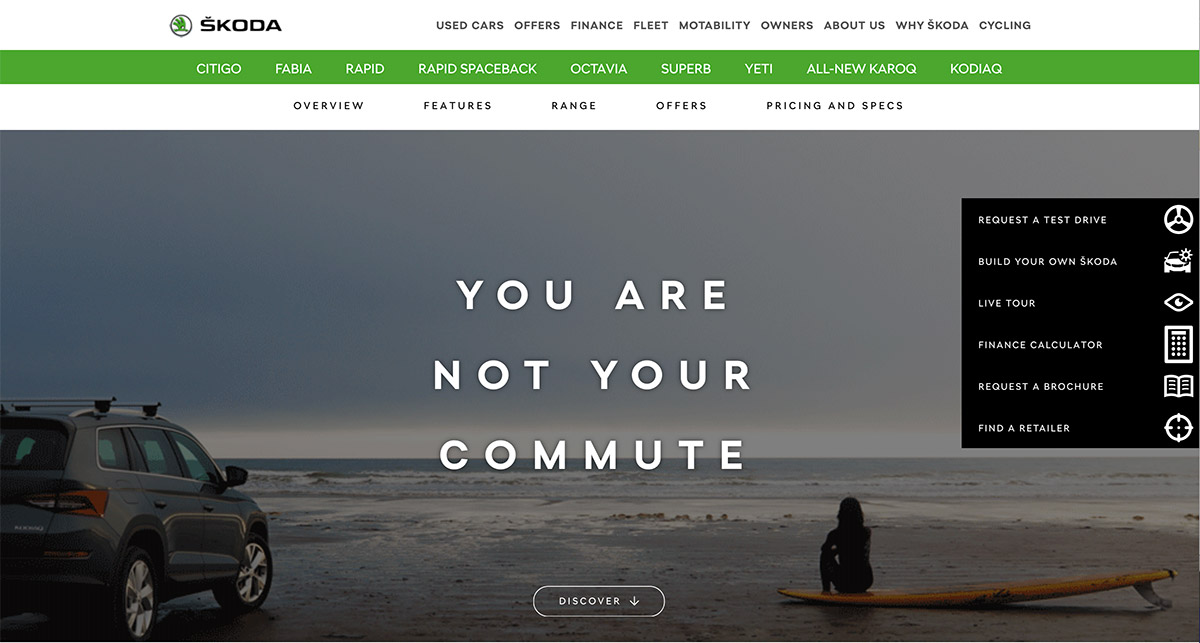 ŠKODA
USED CARS OFFERS FINANCE FLEET MOTABILITY OWNERS ABOUT US WHY ŠKODA CYCLING
CITIGO FABIA RAPID RAPID SPACEBACK OCTAVIA SUPERB YETI ALL-NEW KAROQ KODIAQ
OVERVIEW FEATURES RANGE OFFERS PRICING AND SPECS
REQUEST A TEST DRIVE
BUILD YOUR OWN ŠKODA
LIVE TOUR
FINANCE CALCULATOR
REQUEST A BROCHURE
FIND A RETAILER
YOU ARE
NOT YOUR
COMMUTE
KODIAQ
DISCOVER ↓